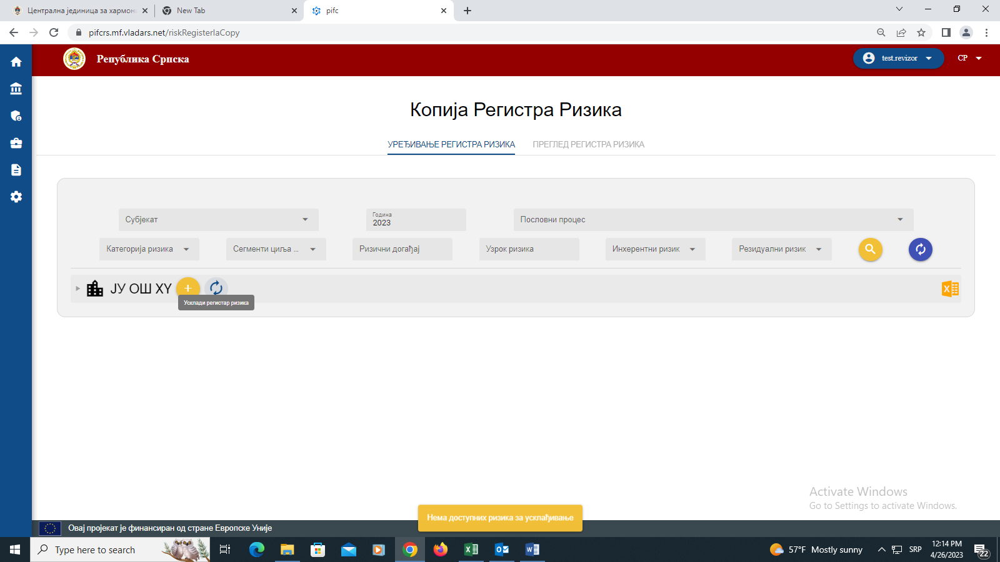 Централна јединица за хармон
New Tab
pifc
pifcrs.mf.vladars.net/riskRegisterIaCopy
Република Српска
test.revizor
СР
Копија Регистра Ризика
УРЕЂИВАЊЕ РЕГИСТРА РИЗИКА
ПРЕГЛЕД РЕГИСТРА РИЗИКА
Субјекат
Година
2023
Пословни процес
Категорија ризика
Сегменти циља ...
Ризични догађај
Узрок ризика
Инхерентни ризик
Резидуални ризик
ЈУ ОШ XY
Усклади регистар ризика
Activate Windows
Go to Settings to activate Windows.
Нема доступних ризика за усклађивање
Овај пројекат је финансиран од стране Европске Уније
Type here to search
57°F Mostly sunny
SRP
12:14 PM
4/26/2023
22